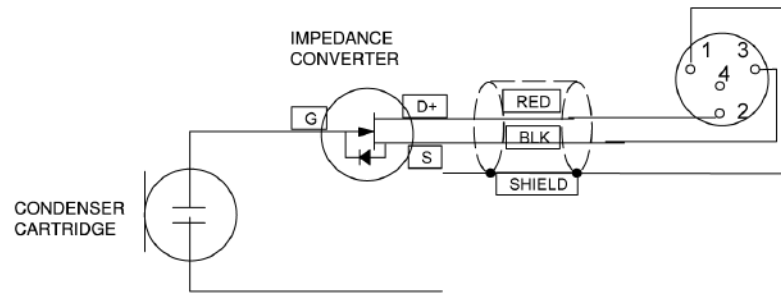 IMPEDANCE
CONVERTER
1
3
4
2
G
D+
RED
BLK
S
SHIELD
CONDENSER
CARTRIDGE